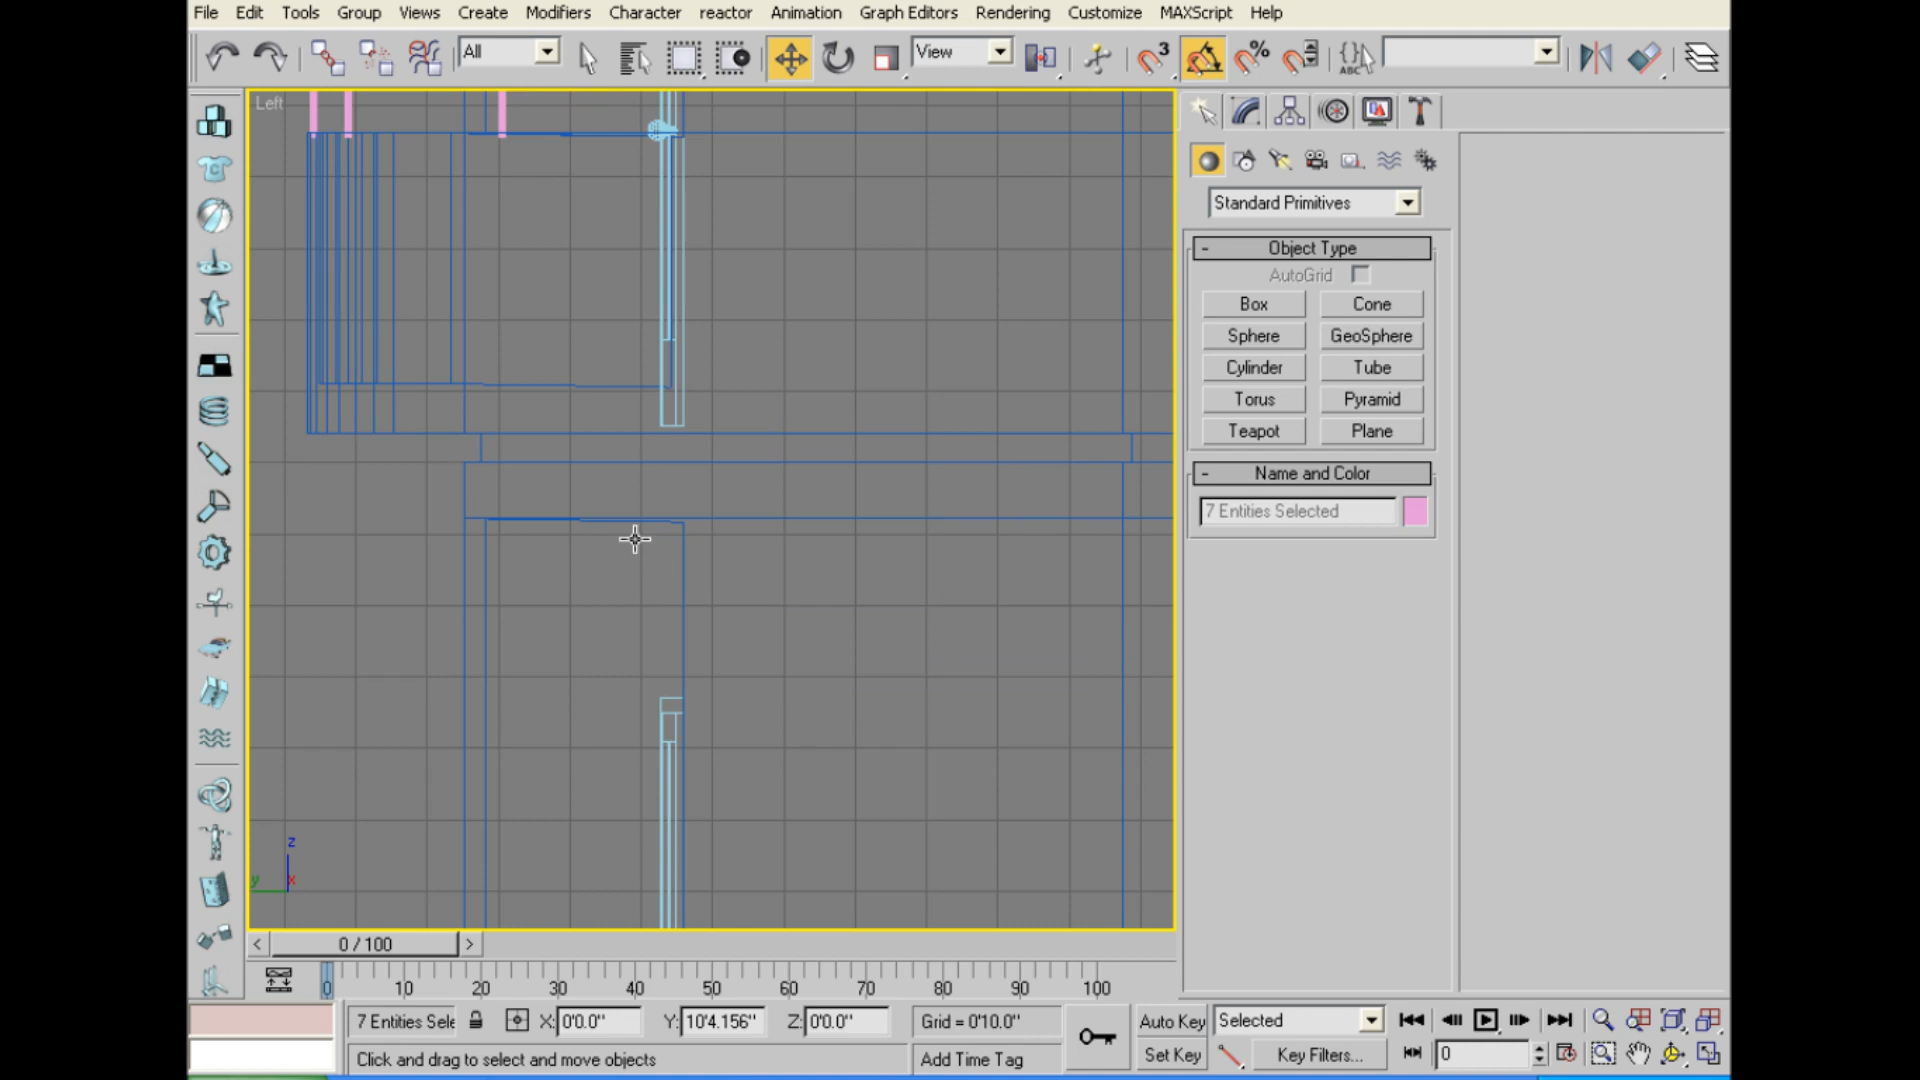 File Edit Tools Group Views Create Modifiers Character reactor Animation Graph Editors Rendering Customize MAXScript Help
All View 3 % ABC
Left
Standard Primitives
- Object Type
AutoGrid
Box Cone
Sphere GeoSphere
Cylinder Tube
Torus Pyramid
Teapot Plane
- Name and Color
7 Entities Selected
z
y x
< 0 / 100 >
0 10 20 30 40 50 60 70 80 90 100
7 Entities Sele X: 0'0.0" Y: 10'4.156" Z: 0'0.0" Grid = 0'10.0" Auto Key Selected
Click and drag to select and move objects Add Time Tag Set Key Key Filters... 0